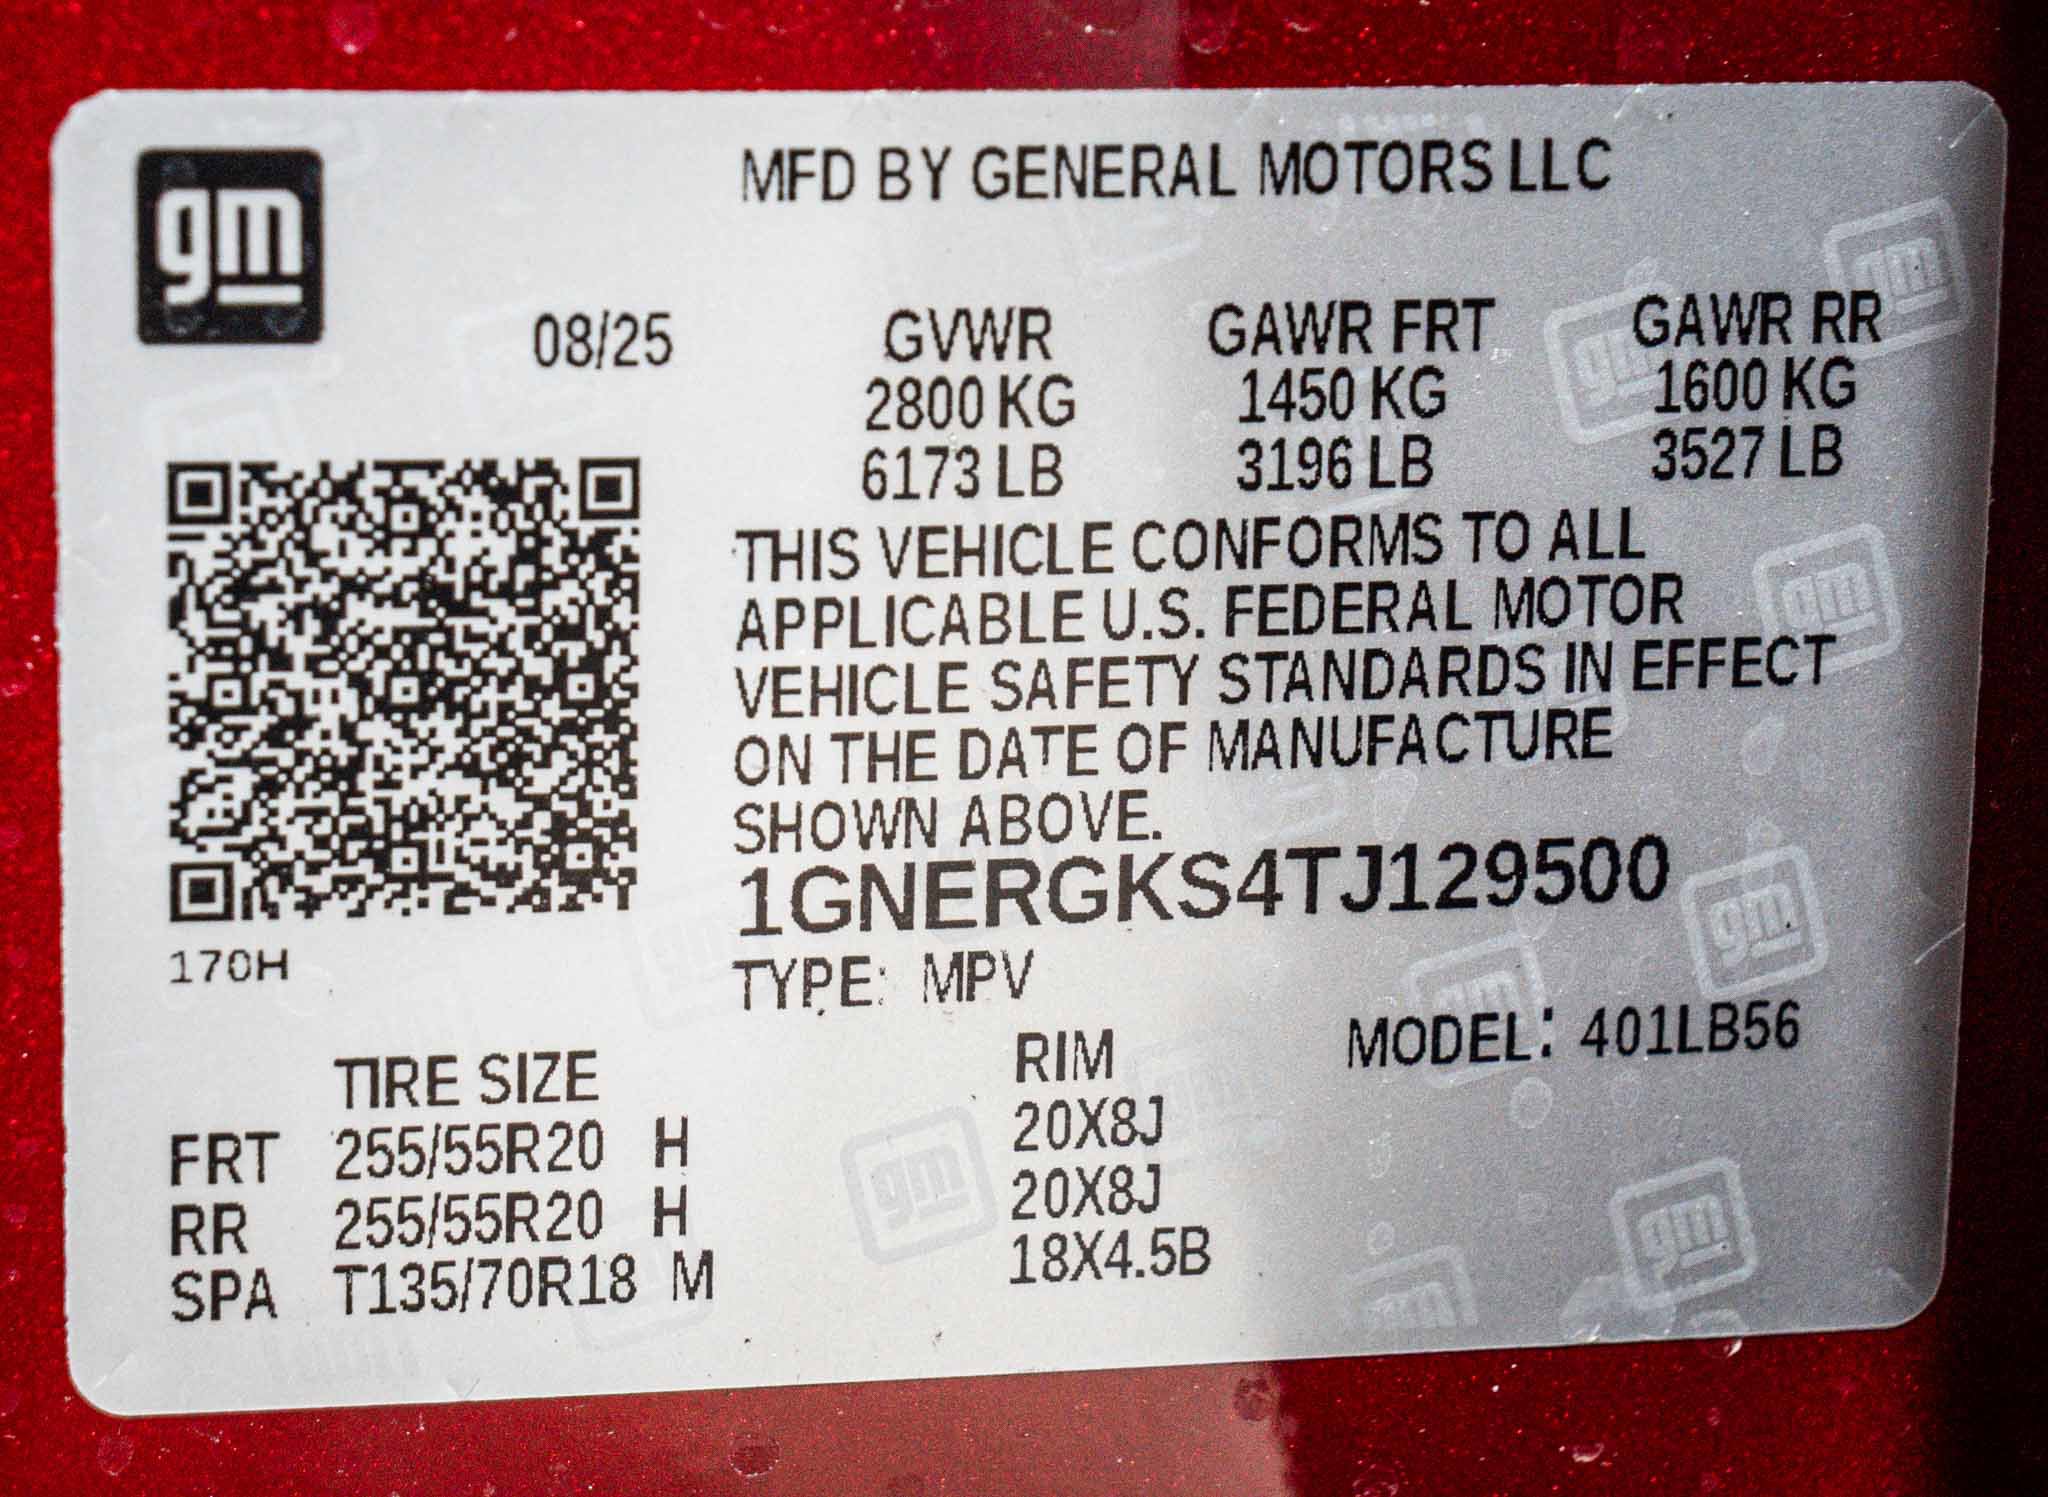 gm
MFD BY GENERAL MOTORS LLC
08/25 GVWR GAWR FRT GAWR RR
2800 KG 1450 KG 1600 KG
6173 LB 3196 LB 3527 LB
THIS VEHICLE CONFORMS TO ALL
APPLICABLE U.S. FEDERAL MOTOR
VEHICLE SAFETY STANDARDS IN EFFECT
ON THE DATE OF MANUFACTURE
SHOWN ABOVE.
1GNERGKS4TJ129500
170H
TYPE: MPV
MODEL: 401LB56
TIRE SIZE RIM
FRT 255/55R20 H 20X8J
RR 255/55R20 H 20X8J
SPA T135/70R18 M 18X4.5B